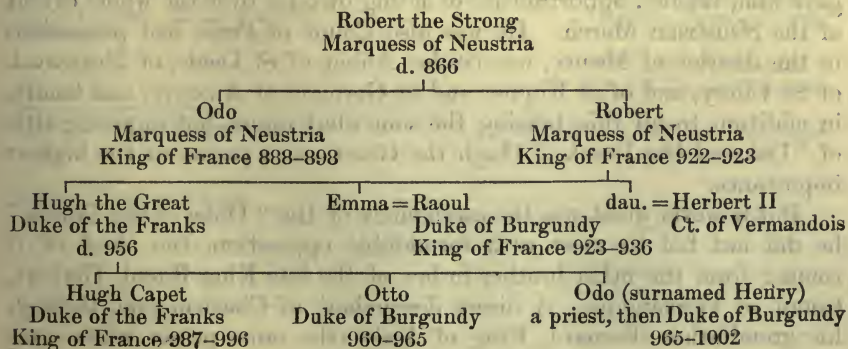 Robert the Strong
Marquess of Neustria
d. 866
Odo Robert
Marquess of Neustria Marquess of Neustria
King of France 888–898 King of France 922–923
Hugh the Great Emma = Raoul dau. = Herbert II
Duke of the Franks Duke of Burgundy Ct. of Vermandois
d. 956 King of France 923–936
Hugh Capet Otto Odo (surnamed Henry)
Duke of the Franks Duke of Burgundy a priest, then Duke of Burgundy
King of France 987–996 960–965 965–1002